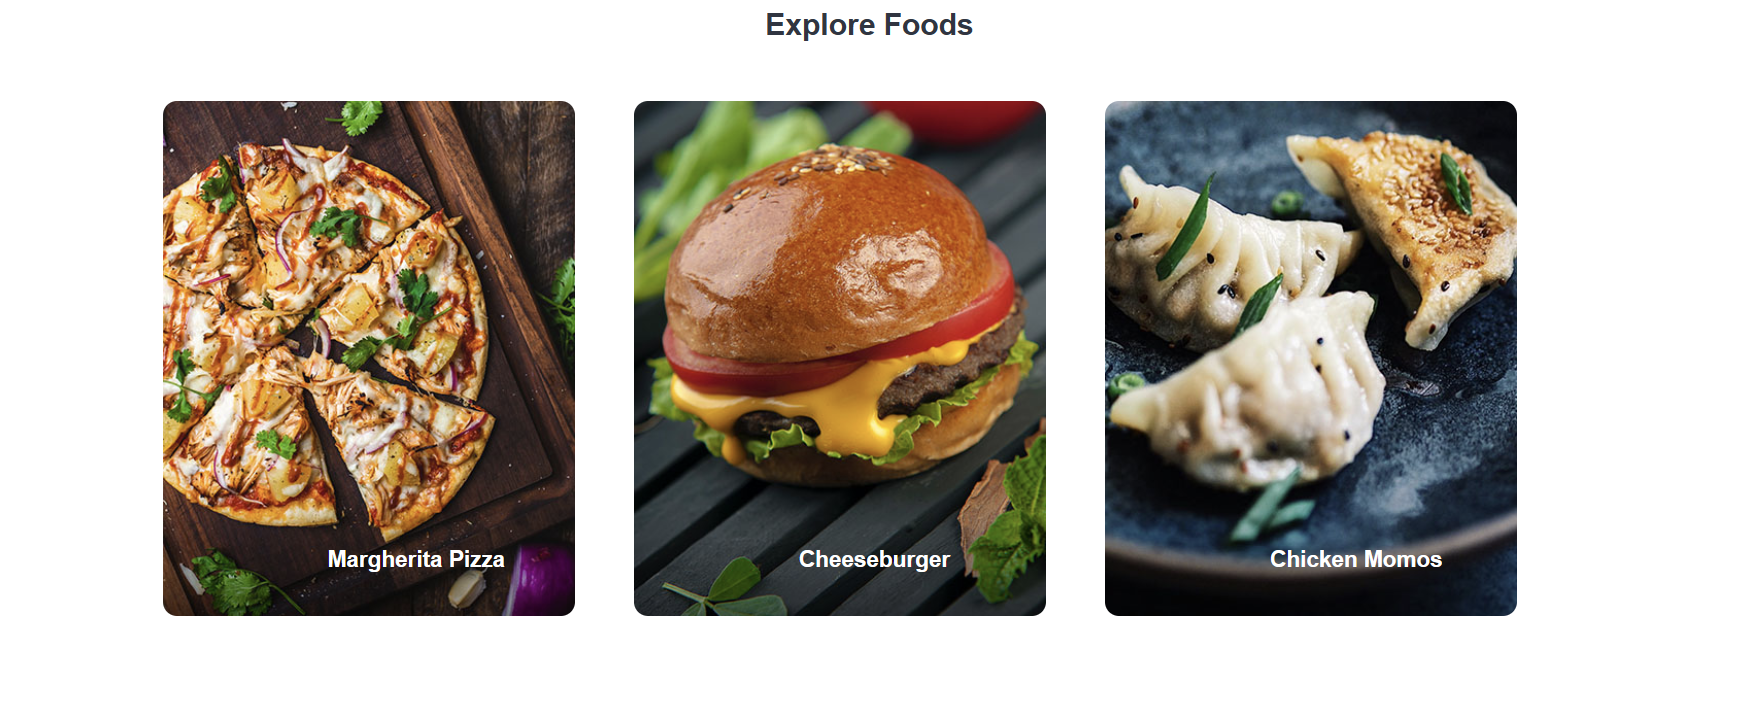 Explore Foods
Margherita Pizza
Cheeseburger
Chicken Momos